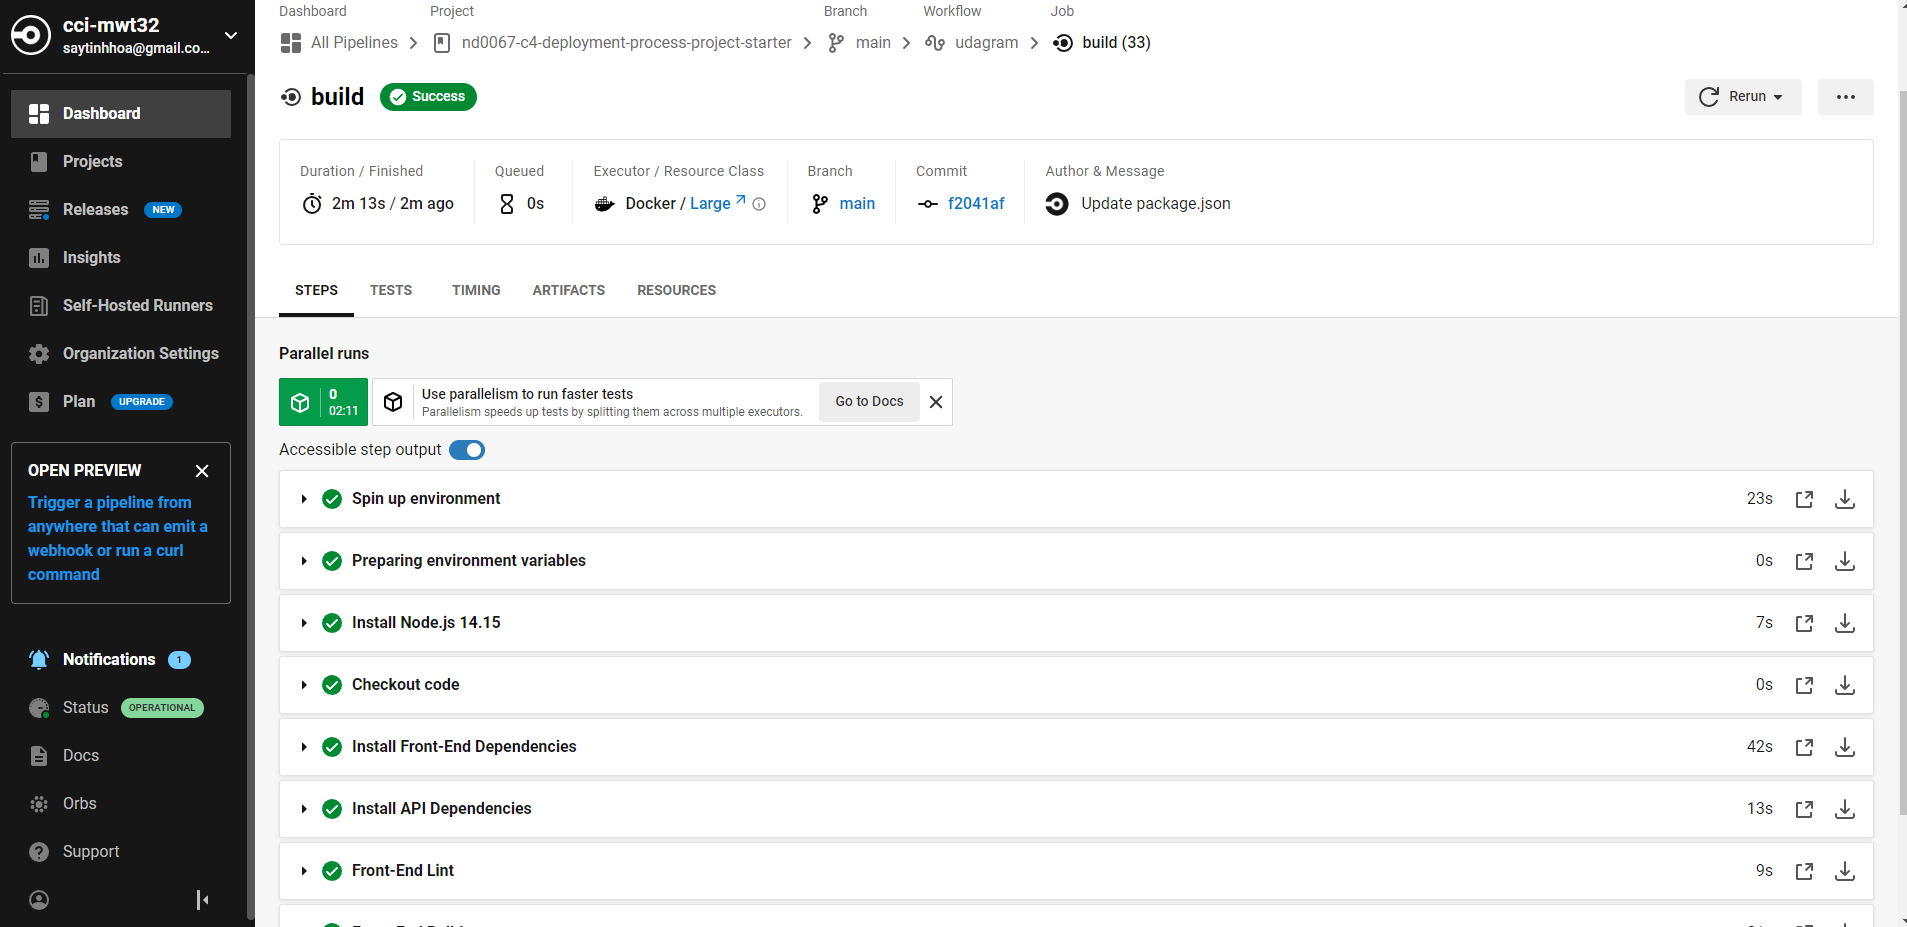 cci-mwt32
saytinhhoa@gmail.co...
Dashboard
Projects
Releases NEW
Insights
Self-Hosted Runners
Organization Settings
Plan UPGRADE
OPEN PREVIEW
Trigger a pipeline from
anywhere that can emit a
webhook or run a curl
command
Notifications 1
Status OPERATIONAL
Docs
Orbs
Support
Dashboard Project Branch Workflow Job
All Pipelines nd0067-c4-deployment-process-project-starter main udagram build (33)
build Success Rerun
Duration / Finished Queued Executor / Resource Class Branch Commit Author & Message
2m 13s / 2m ago 0s Docker / Large main f2041af Update package.json
STEPS TESTS TIMING ARTIFACTS RESOURCES
Parallel runs
0
02:11
Use parallelism to run faster tests
Parallelism speeds up tests by splitting them across multiple executors.
Go to Docs
Accessible step output
Spin up environment 23s
Preparing environment variables 0s
Install Node.js 14.15 7s
Checkout code 0s
Install Front-End Dependencies 42s
Install API Dependencies 13s
Front-End Lint 9s